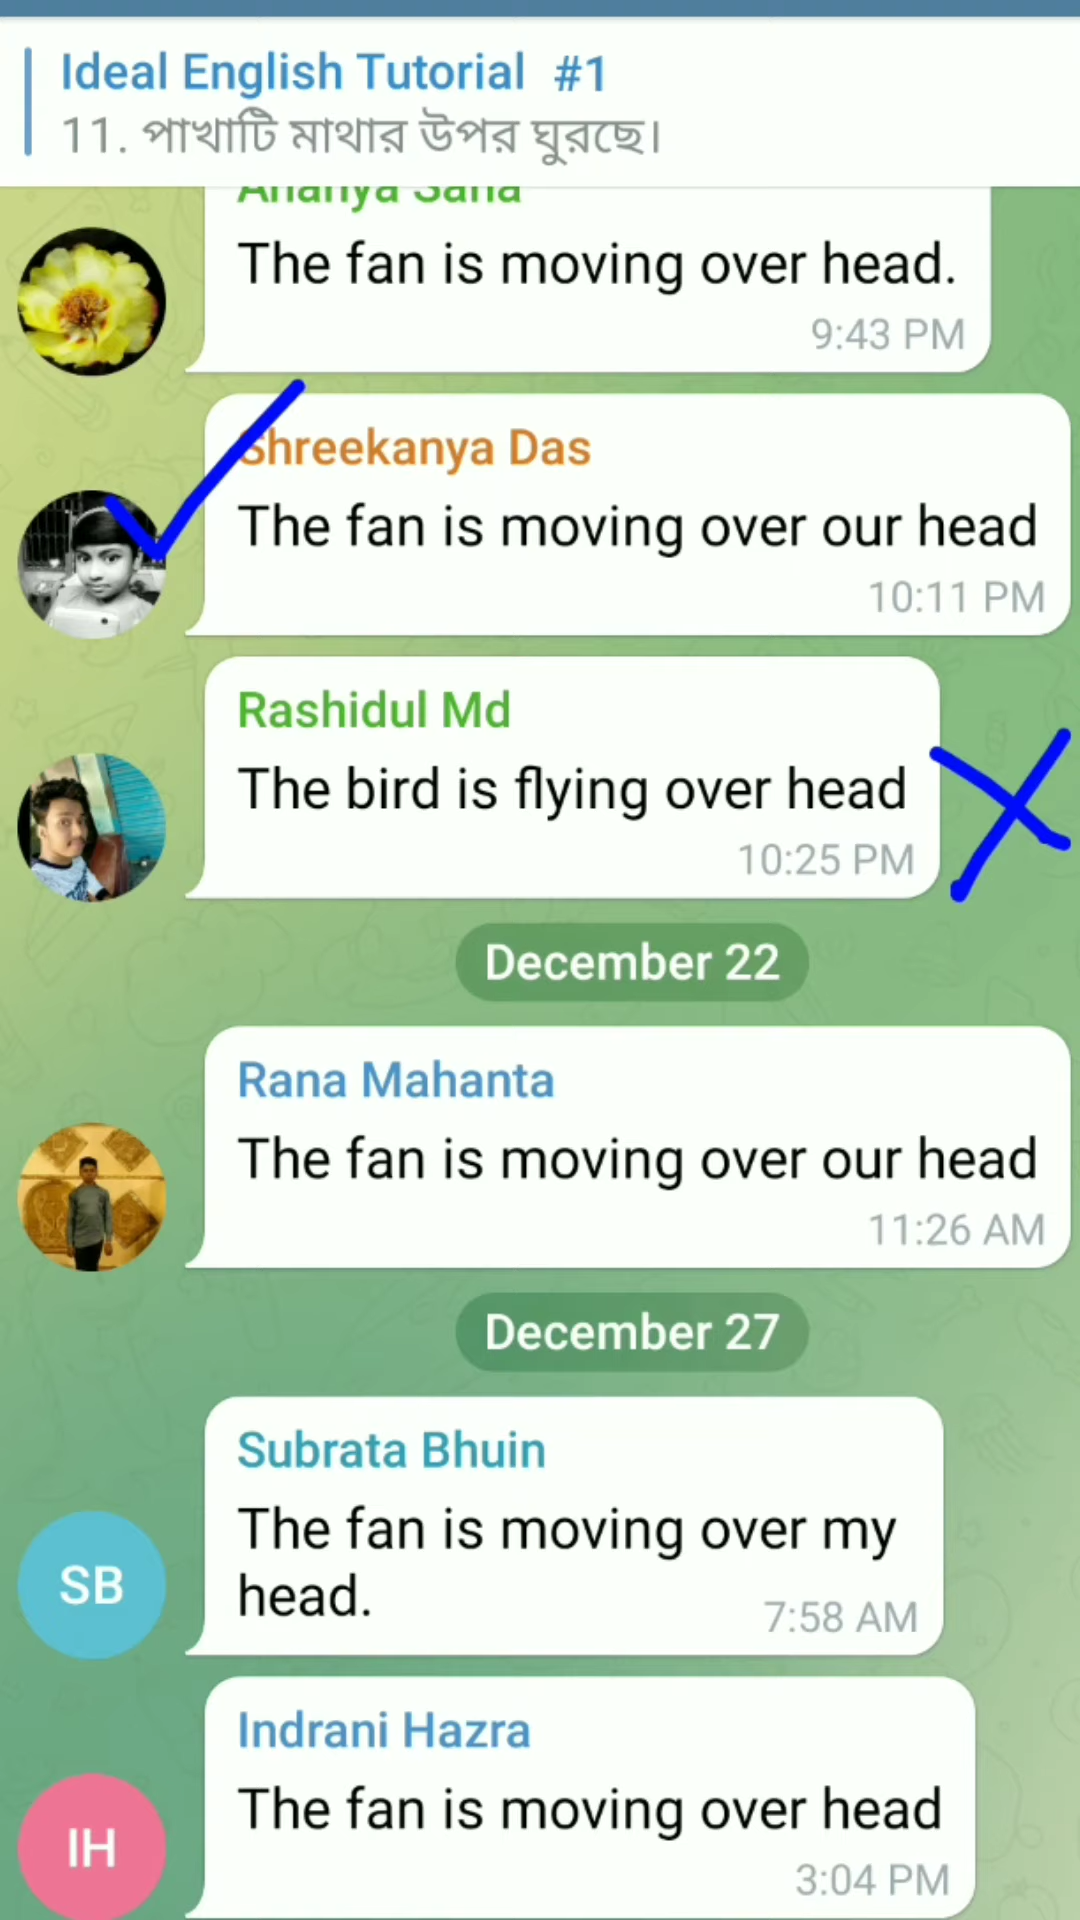 Ideal English Tutorial #1
11. পাখাটি মাথার উপর ঘুরছে।
Ananya Saha
The fan is moving over head.
9:43 PM
Shreekanya Das
The fan is moving over our head
10:11 PM
Rashidul Md
The bird is flying over head
10:25 PM
December 22
Rana Mahanta
The fan is moving over our head
11:26 AM
December 27
Subrata Bhuin
The fan is moving over my
head.
7:58 AM
SB
Indrani Hazra
The fan is moving over head
3:04 PM
IH